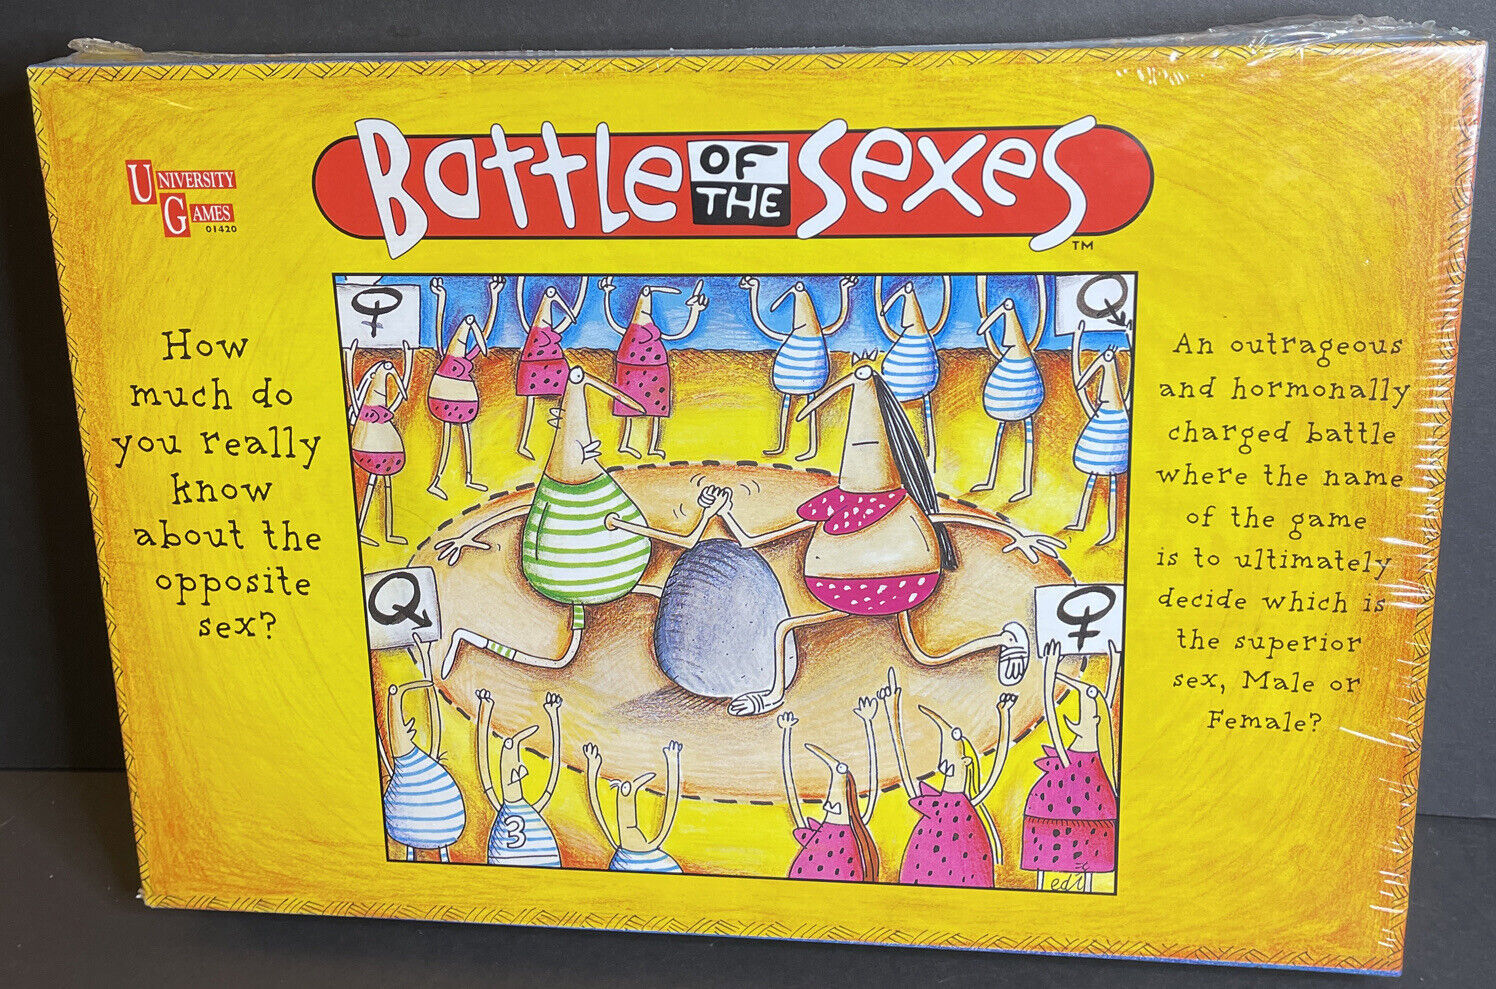 Battle OF THE Sexes
TM
UNIVERSITY
GAMES
01420
How
much do
you really
know
about the
opposite
sex?
An outrageous
and hormonally
charged battle
where the name
of the game
is to ultimately
decide which is
the superior
sex, Male or
Female?
3
edi